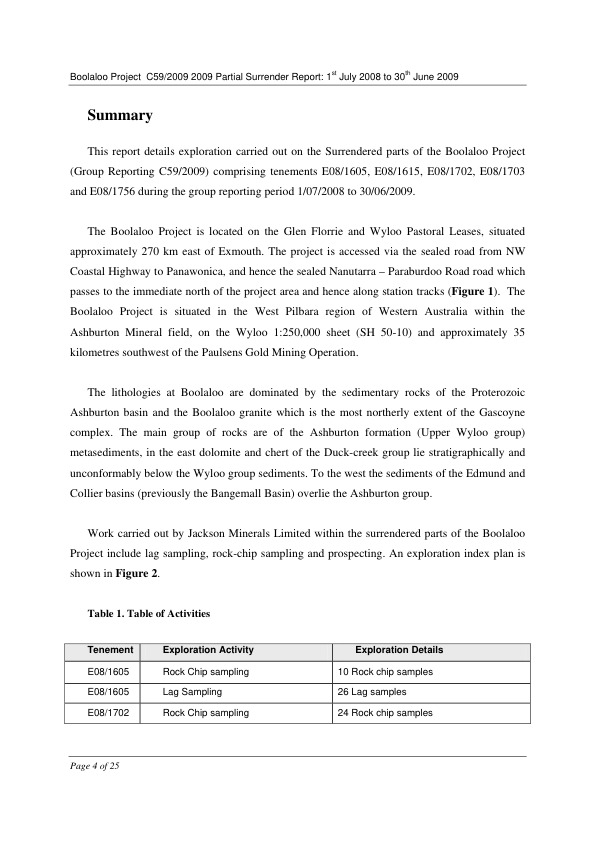 Boolaloo Project C59/2009 2009 Partial Surrender Report: 1st July 2008 to 30th June 2009
Summary
This report details exploration carried out on the Surrendered parts of the Boolaloo Project
(Group Reporting C59/2009) comprising tenements E08/1605, E08/1615, E08/1702, E08/1703
and E08/1756 during the group reporting period 1/07/2008 to 30/06/2009.
The Boolaloo Project is located on the Glen Florrie and Wyloo Pastoral Leases, situated
approximately 270 km east of Exmouth. The project is accessed via the sealed road from NW
Coastal Highway to Panawonica, and hence the sealed Nanutarra – Paraburdoo Road road which
passes to the immediate north of the project area and hence along station tracks (Figure 1). The
Boolaloo Project is situated in the West Pilbara region of Western Australia within the
Ashburton Mineral field, on the Wyloo 1:250,000 sheet (SH 50-10) and approximately 35
kilometres southwest of the Paulsens Gold Mining Operation.
The lithologies at Boolaloo are dominated by the sedimentary rocks of the Proterozoic
Ashburton basin and the Boolaloo granite which is the most northerly extent of the Gascoyne
complex. The main group of rocks are of the Ashburton formation (Upper Wyloo group)
metasediments, in the east dolomite and chert of the Duck-creek group lie stratigraphically and
unconformably below the Wyloo group sediments. To the west the sediments of the Edmund and
Collier basins (previously the Bangemall Basin) overlie the Ashburton group.
Work carried out by Jackson Minerals Limited within the surrendered parts of the Boolaloo
Project include lag sampling, rock-chip sampling and prospecting. An exploration index plan is
shown in Figure 2.
Table 1. Table of Activities
Tenement Exploration Activity Exploration Details
E08/1605 Rock Chip sampling 10 Rock chip samples
E08/1605 Lag Sampling 26 Lag samples
E08/1702 Rock Chip sampling 24 Rock chip samples
Page 4 of 25